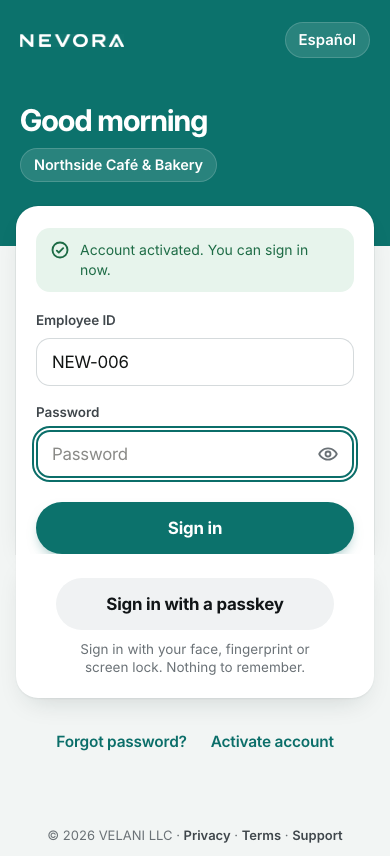 NEVORA
Español
Good morning
Northside Café & Bakery
Account activated. You can sign in
now.
Employee ID
NEW-006
Password
Password
Sign in
Sign in with a passkey
Sign in with your face, fingerprint or
screen lock. Nothing to remember.
Forgot password?
Activate account
© 2026 VELANI LLC · Privacy · Terms · Support